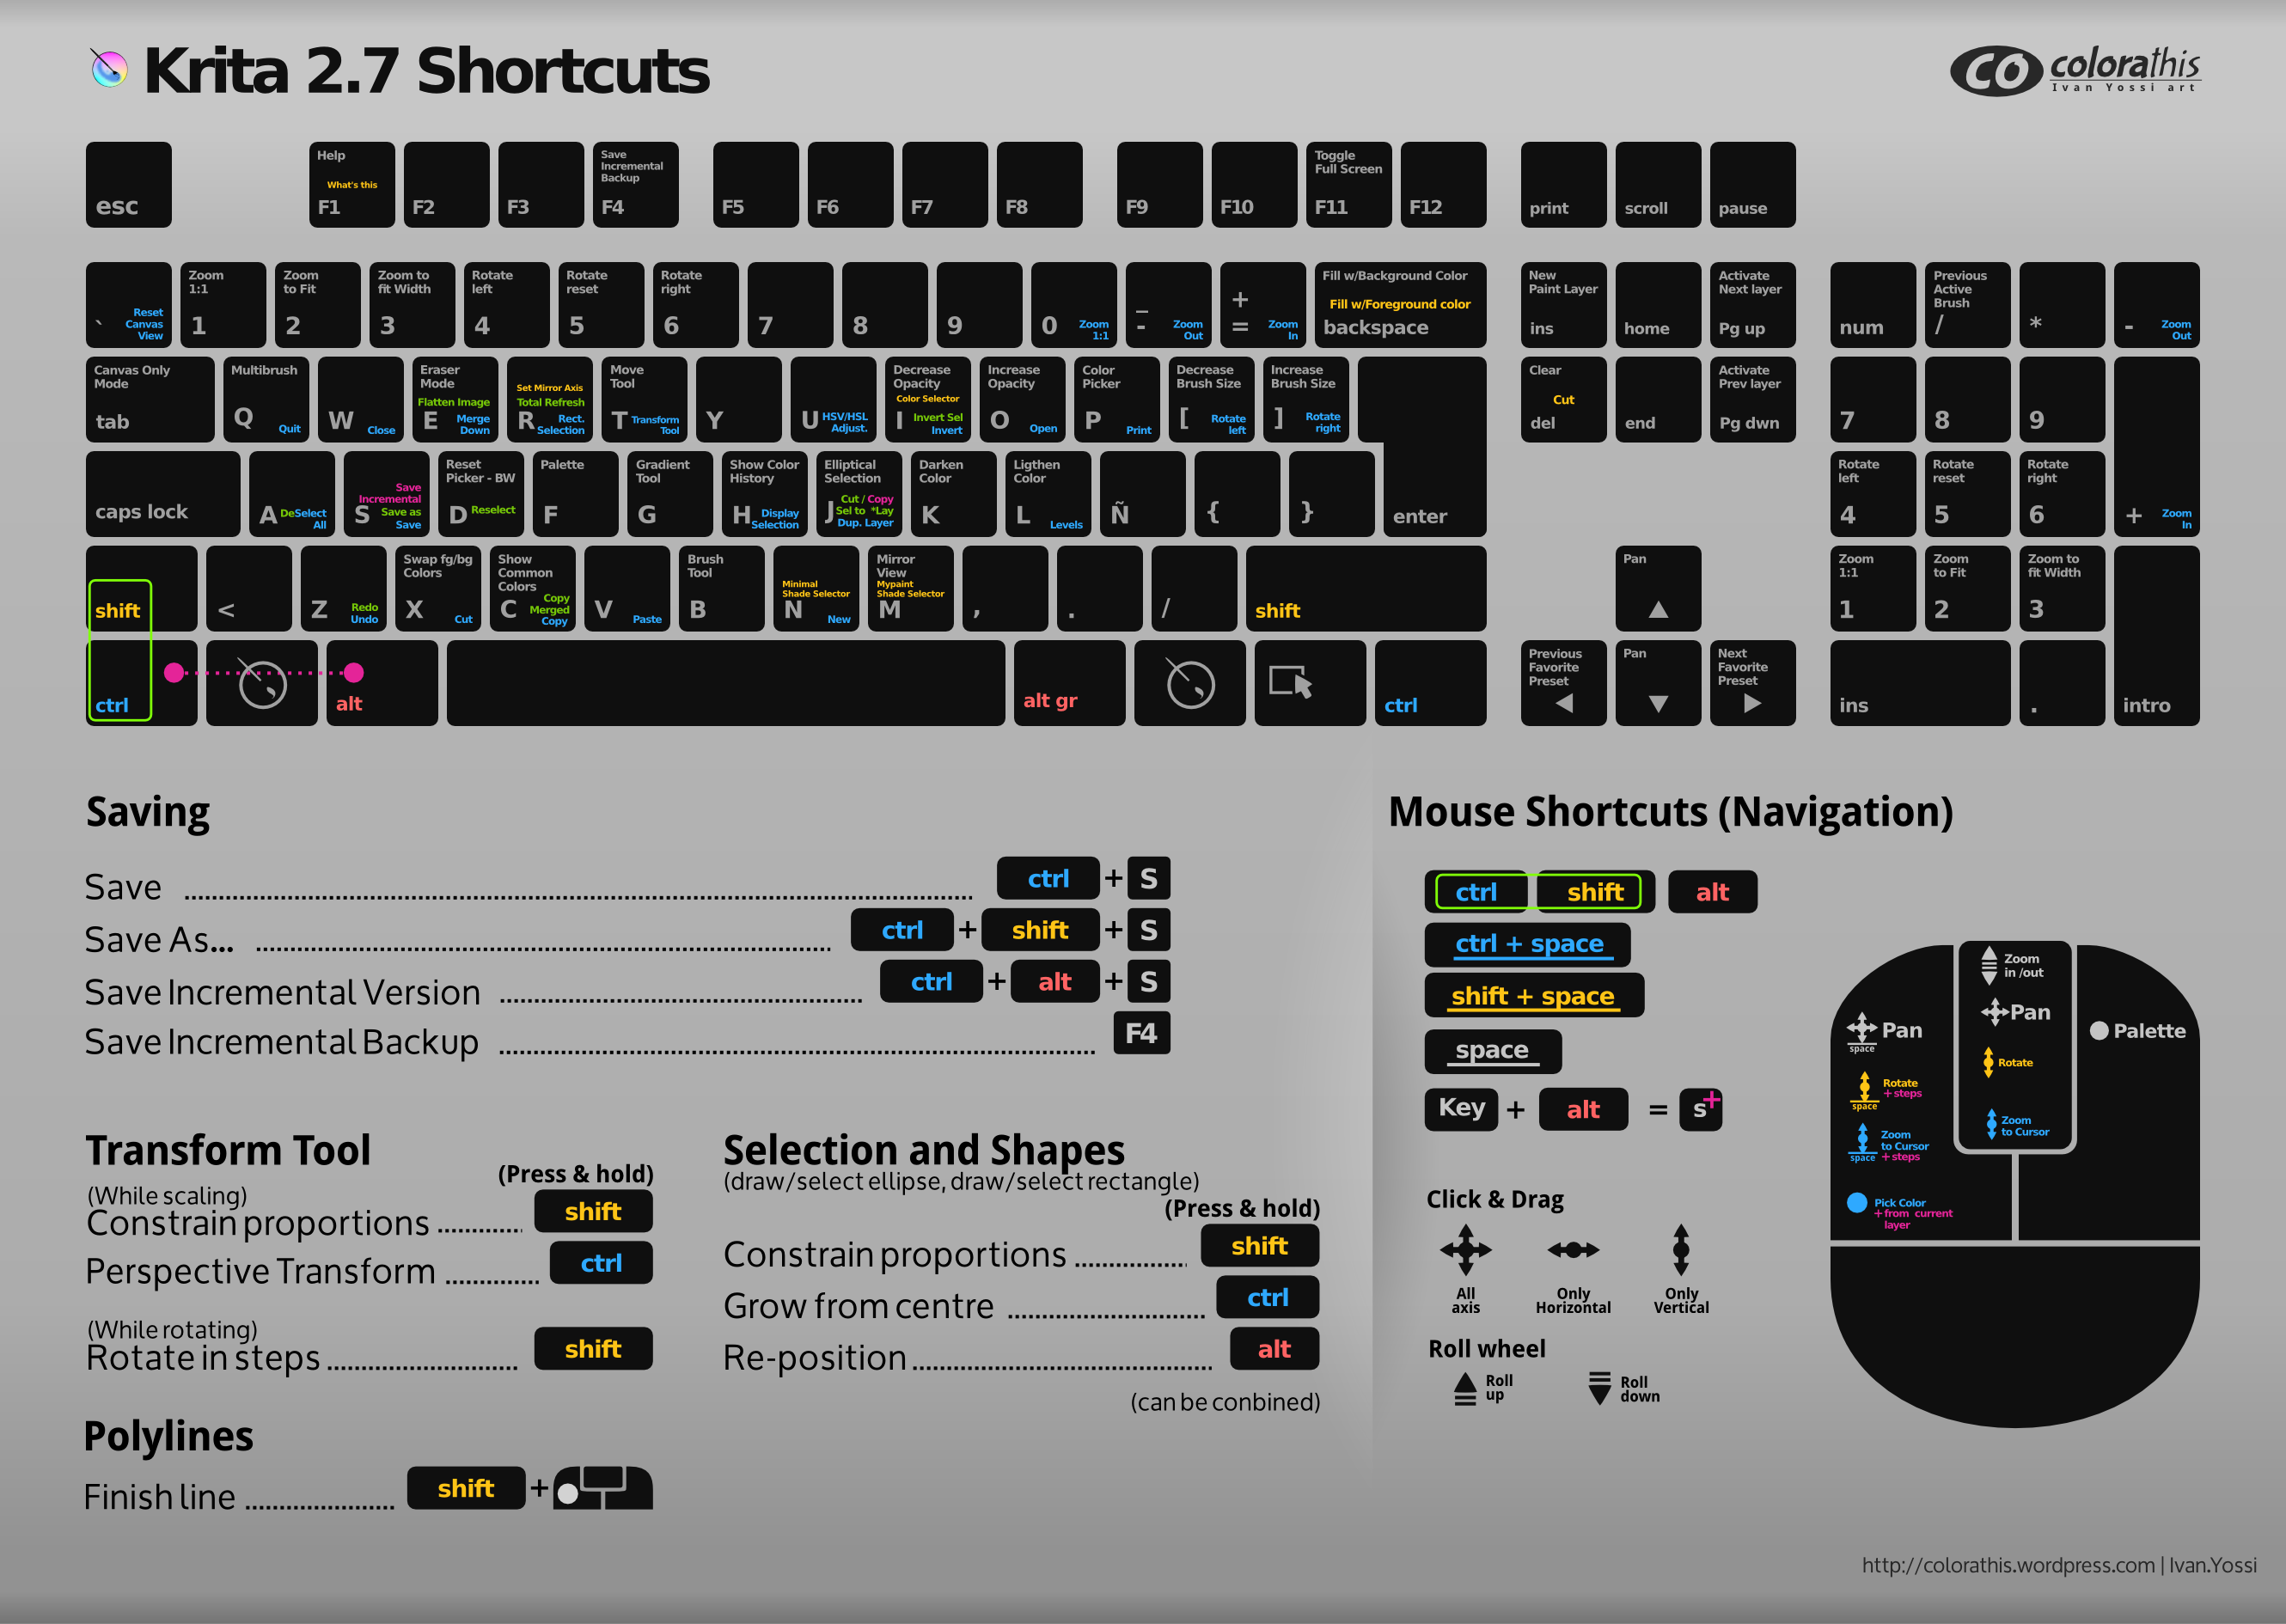 Krita 2.7 Shortcuts
CO colorathis
Ivan Yossi art
esc
Help
What's this
F1
F2
F3
Save
Incremental
Backup
F4
F5
F6
F7
F8
F9
F10
Toggle
Full Screen
F11
F12
print
scroll
pause
` Reset
Canvas
View
Zoom
1:1
1
Zoom
to Fit
2
Zoom to
fit Width
3
Rotate
left
4
Rotate
reset
5
Rotate
right
6
7
8
9
0 Zoom
1:1
_
- Zoom
Out
+
= Zoom
In
Fill w/Background Color
Fill w/Foreground color
backspace
New
Paint Layer
ins
home
Activate
Next layer
Pg up
num
Previous
Active
Brush
/
*
- Zoom
Out
Canvas Only
Mode
tab
Multibrush
Q Quit
W Close
Eraser
Mode
Flatten Image
E Merge
Down
Set Mirror Axis
Total Refresh
R Rect.
Selection
Move
Tool
T Transform
Tool
Y
U HSV/HSL
Adjust.
Decrease
Opacity
Color Selector
I Invert Sel
Invert
Increase
Opacity
O Open
Color
Picker
P Print
Decrease
Brush Size
[ Rotate
left
Increase
Brush Size
] Rotate
right
Clear
Cut
del
end
Activate
Prev layer
Pg dwn
7
8
9
caps lock
A DeSelect
All
Save
Incremental
S Save as
Save
Reset
Picker - BW
D Reselect
Palette
F
Gradient
Tool
G
Show Color
History
H Display
Selection
Elliptical
Selection
J Cut / Copy
Sel to *Lay
Dup. Layer
Darken
Color
K
Ligthen
Color
L Levels
Ñ
{
}
enter
Rotate
left
4
Rotate
reset
5
Rotate
right
6
+ Zoom
In
shift
<
Z Redo
Undo
Swap fg/bg
Colors
X Cut
Show
Common
Colors
C Copy
Merged
Copy
V Paste
Brush
Tool
B
Minimal
Shade Selector
N New
Mirror
View
Mypaint
Shade Selector
M
,
.
/
shift
Pan
Zoom
1:1
1
Zoom
to Fit
2
Zoom to
fit Width
3
ctrl
alt
alt gr
ctrl
Previous
Favorite
Preset
Pan
Next
Favorite
Preset
ins
.
intro
Saving
Save ctrl + S
Save As... ctrl + shift + S
Save Incremental Version ctrl + alt + S
Save Incremental Backup F4
Transform Tool
(Press & hold)
(While scaling)
Constrain proportions shift
Perspective Transform ctrl
(While rotating)
Rotate in steps shift
Polylines
Finish line shift +
Selection and Shapes
(draw/select ellipse, draw/select rectangle)
(Press & hold)
Constrain proportions shift
Grow from centre ctrl
Re-position alt
(can be conbined)
Mouse Shortcuts (Navigation)
ctrl shift alt
ctrl + space
shift + space
space
Key + alt = s+
Click & Drag
All
axis
Only
Horizontal
Only
Vertical
Roll wheel
Roll
up
Roll
down
Pan
space
Rotate
+ steps
space
Zoom
to Cursor
+ steps
space
Pick Color
+ from current
layer
Zoom
in /out
Pan
Rotate
Zoom
to Cursor
Palette
http://colorathis.wordpress.com | Ivan.Yossi